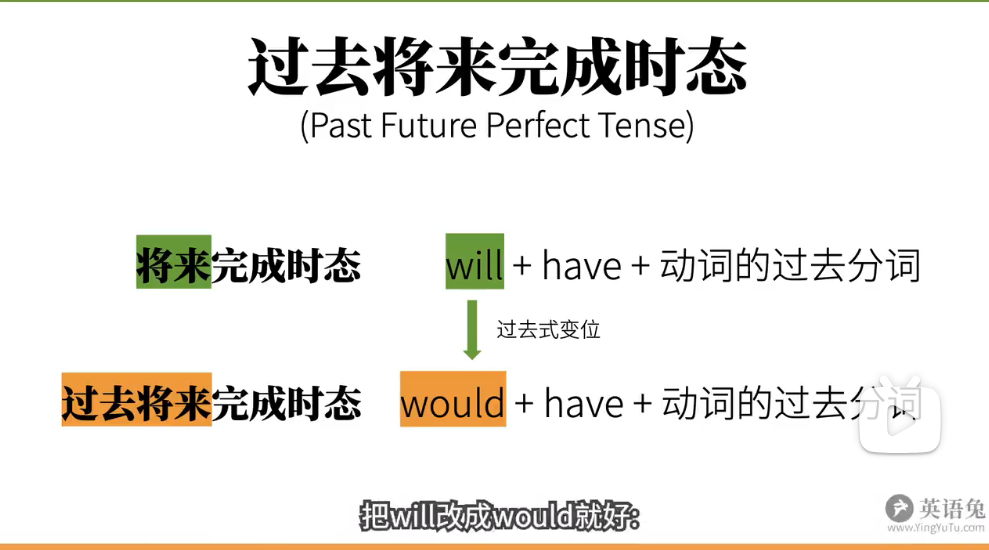 过去将来完成时态
(Past Future Perfect Tense)
将来完成时态 will + have + 动词的过去分词
过去式变位
过去将来完成时态 would + have + 动词的过去分词
把will改成would就好:
英语兔
www.YingYuTu.com